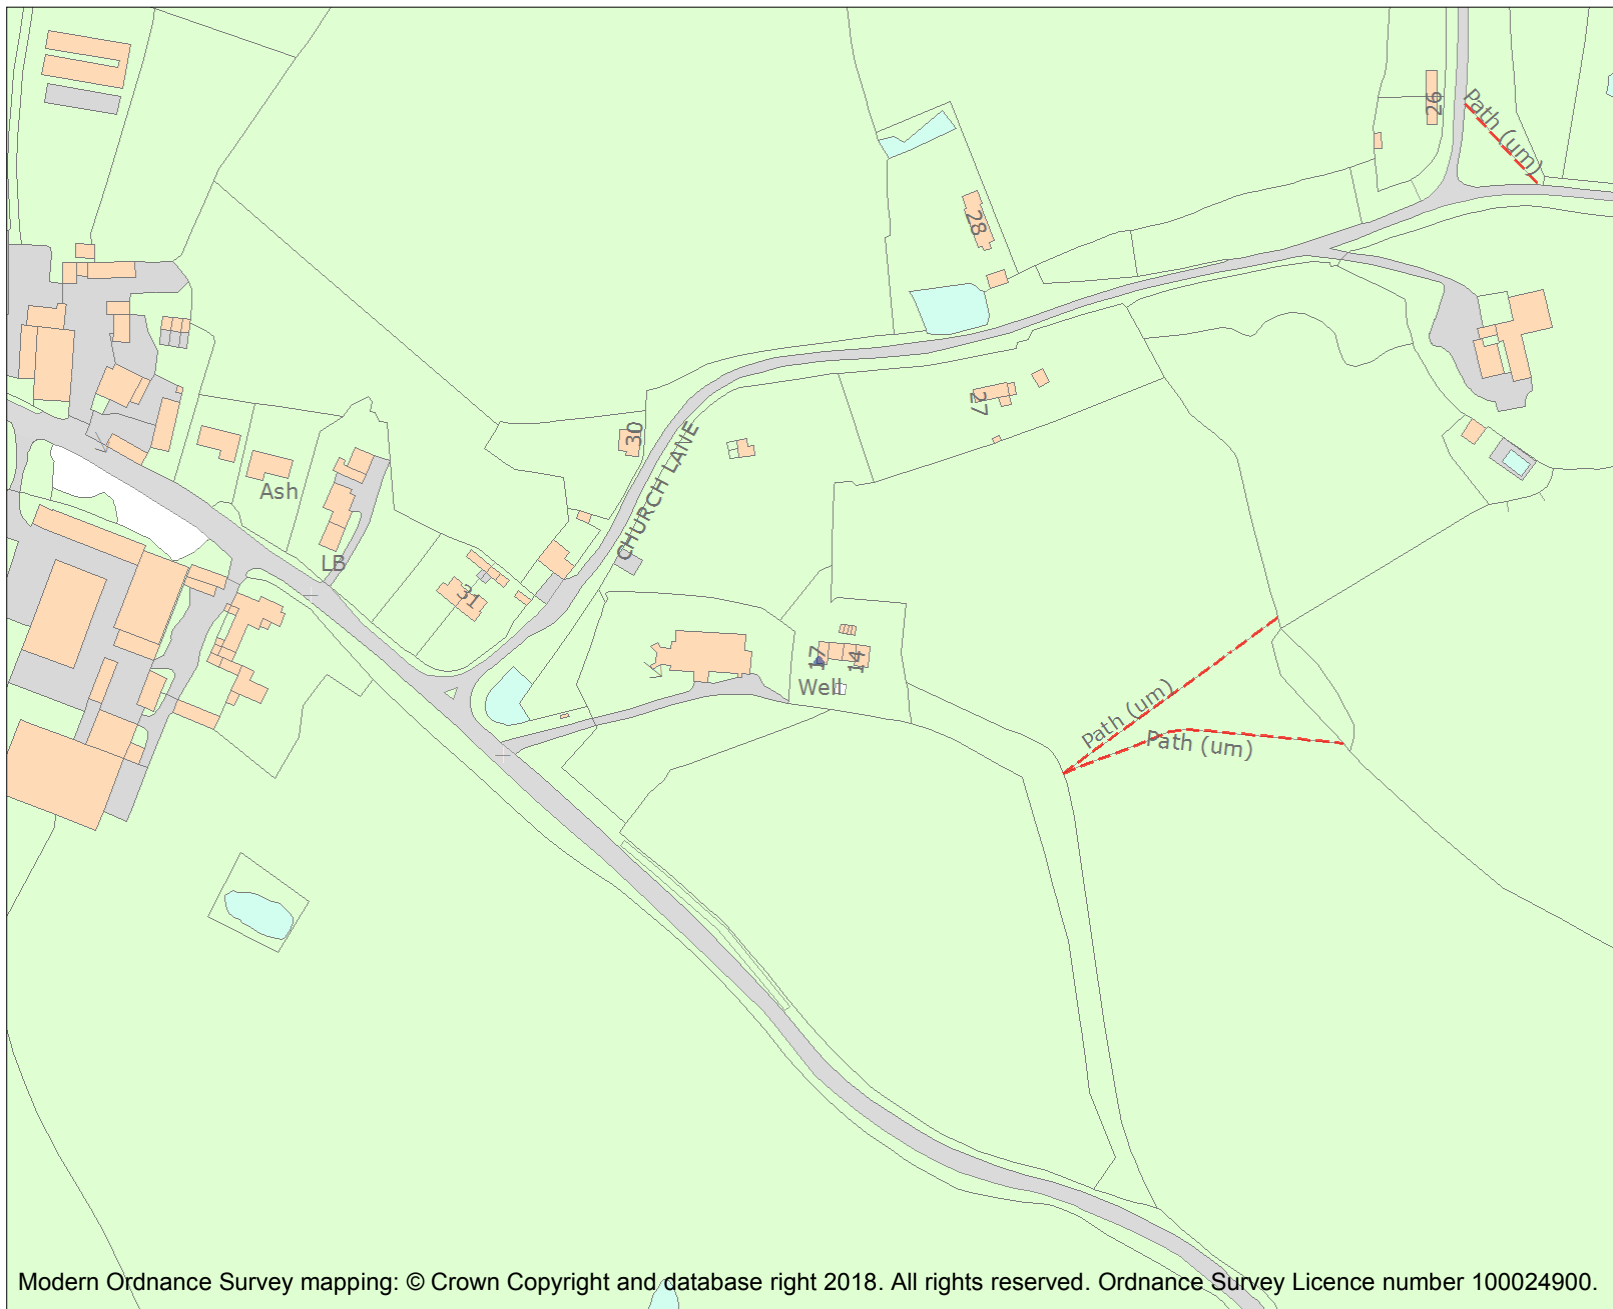 26
Path (um)
28
27
30
CHURCH LANE
Ash
LB
31
17
14
Well
Path (um)
Path (um)
Modern Ordnance Survey mapping: © Crown Copyright and database right 2018. All rights reserved. Ordnance Survey Licence number 100024900.